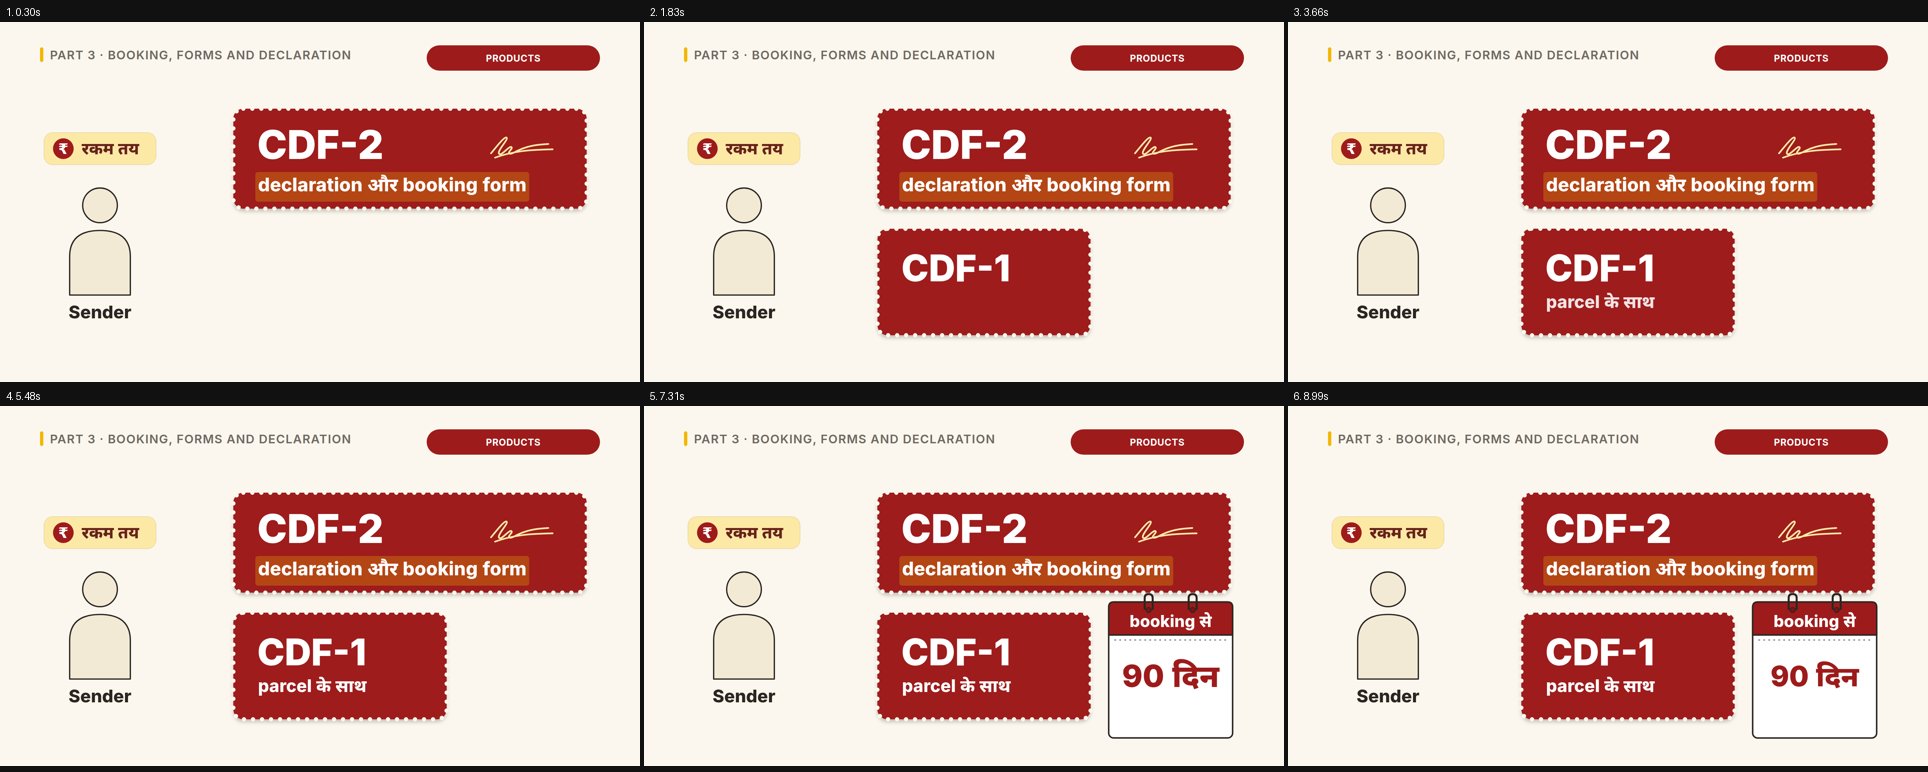 1. 0.30s
PART 3 · BOOKING, FORMS AND DECLARATION
PRODUCTS
₹ रकम तय
CDF-2
declaration और booking form
Sender
2. 1.83s
PART 3 · BOOKING, FORMS AND DECLARATION
PRODUCTS
₹ रकम तय
CDF-2
declaration और booking form
CDF-1
Sender
3. 3.66s
PART 3 · BOOKING, FORMS AND DECLARATION
PRODUCTS
₹ रकम तय
CDF-2
declaration और booking form
CDF-1
parcel के साथ
Sender
4. 5.48s
PART 3 · BOOKING, FORMS AND DECLARATION
PRODUCTS
₹ रकम तय
CDF-2
declaration और booking form
CDF-1
parcel के साथ
Sender
5. 7.31s
PART 3 · BOOKING, FORMS AND DECLARATION
PRODUCTS
₹ रकम तय
CDF-2
declaration और booking form
booking से
CDF-1
90 दिन
parcel के साथ
Sender
6. 8.99s
PART 3 · BOOKING, FORMS AND DECLARATION
PRODUCTS
₹ रकम तय
CDF-2
declaration और booking form
booking से
CDF-1
90 दिन
parcel के साथ
Sender